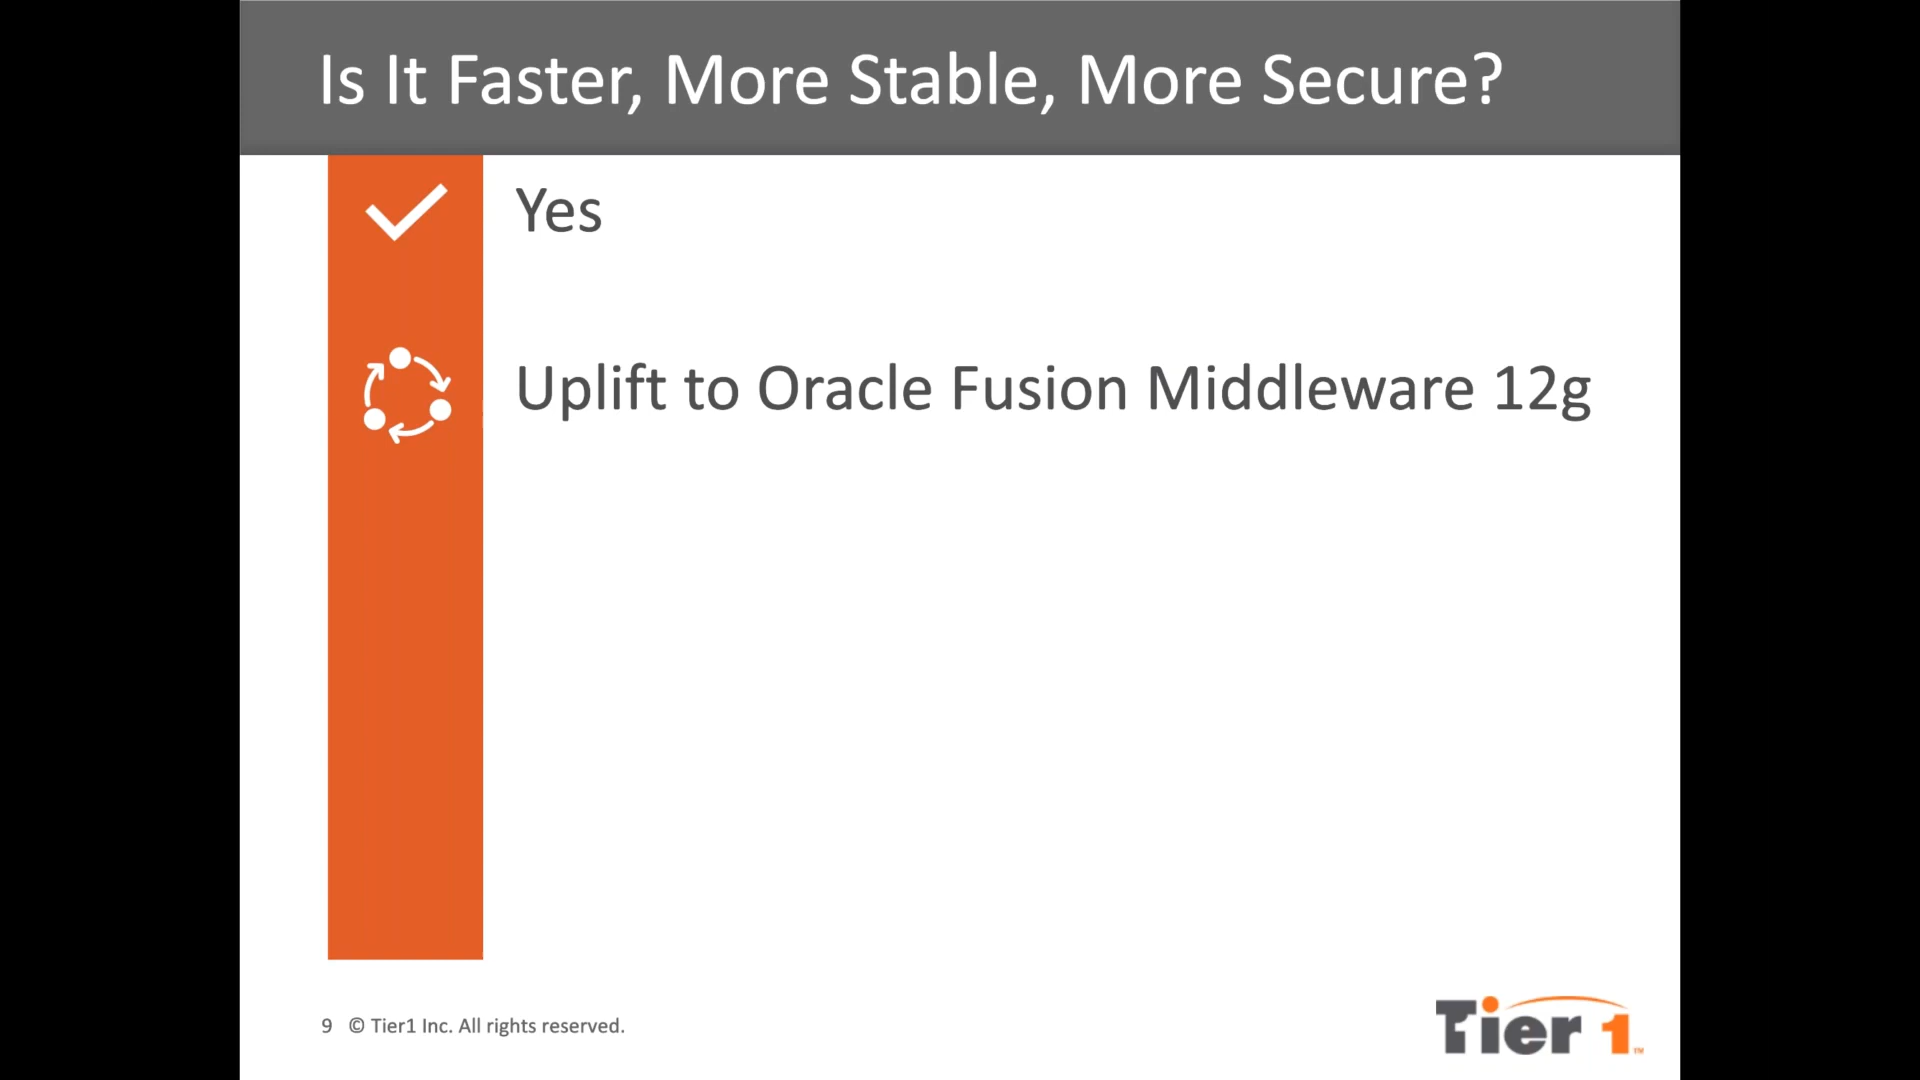 Is It Faster, More Stable, More Secure?
Yes
Uplift to Oracle Fusion Middleware 12g
9 © Tier1 Inc. All rights reserved.
Tier 1™